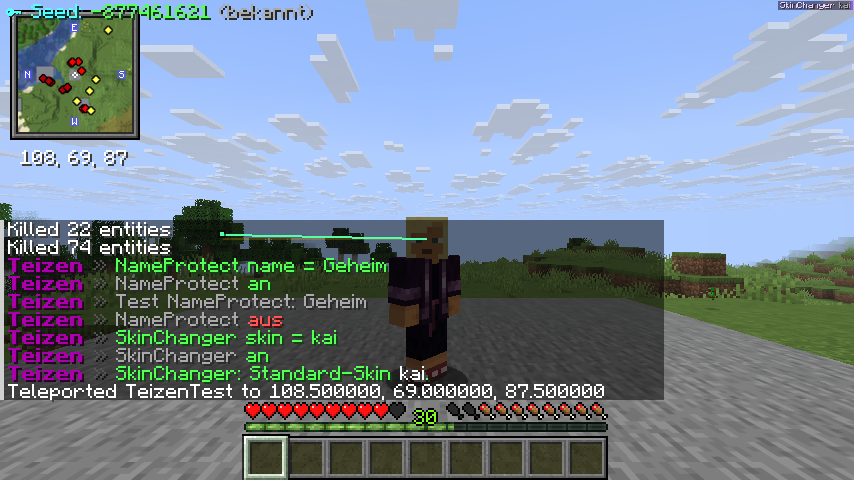 Seed: -877461621 (bekannt)
SkinChanger kai
E
N
S
W
108, 69, 87
Killed 22 entities
Killed 74 entities
Teizen » NameProtect name = Geheim
Teizen » NameProtect an
Teizen » Test NameProtect: Geheim
Teizen » NameProtect aus
Teizen » SkinChanger skin = kai
Teizen » SkinChanger an
Teizen » SkinChanger: Standard-Skin kai.
Teleported TeizenTest to 108.500000, 69.000000, 87.500000
30